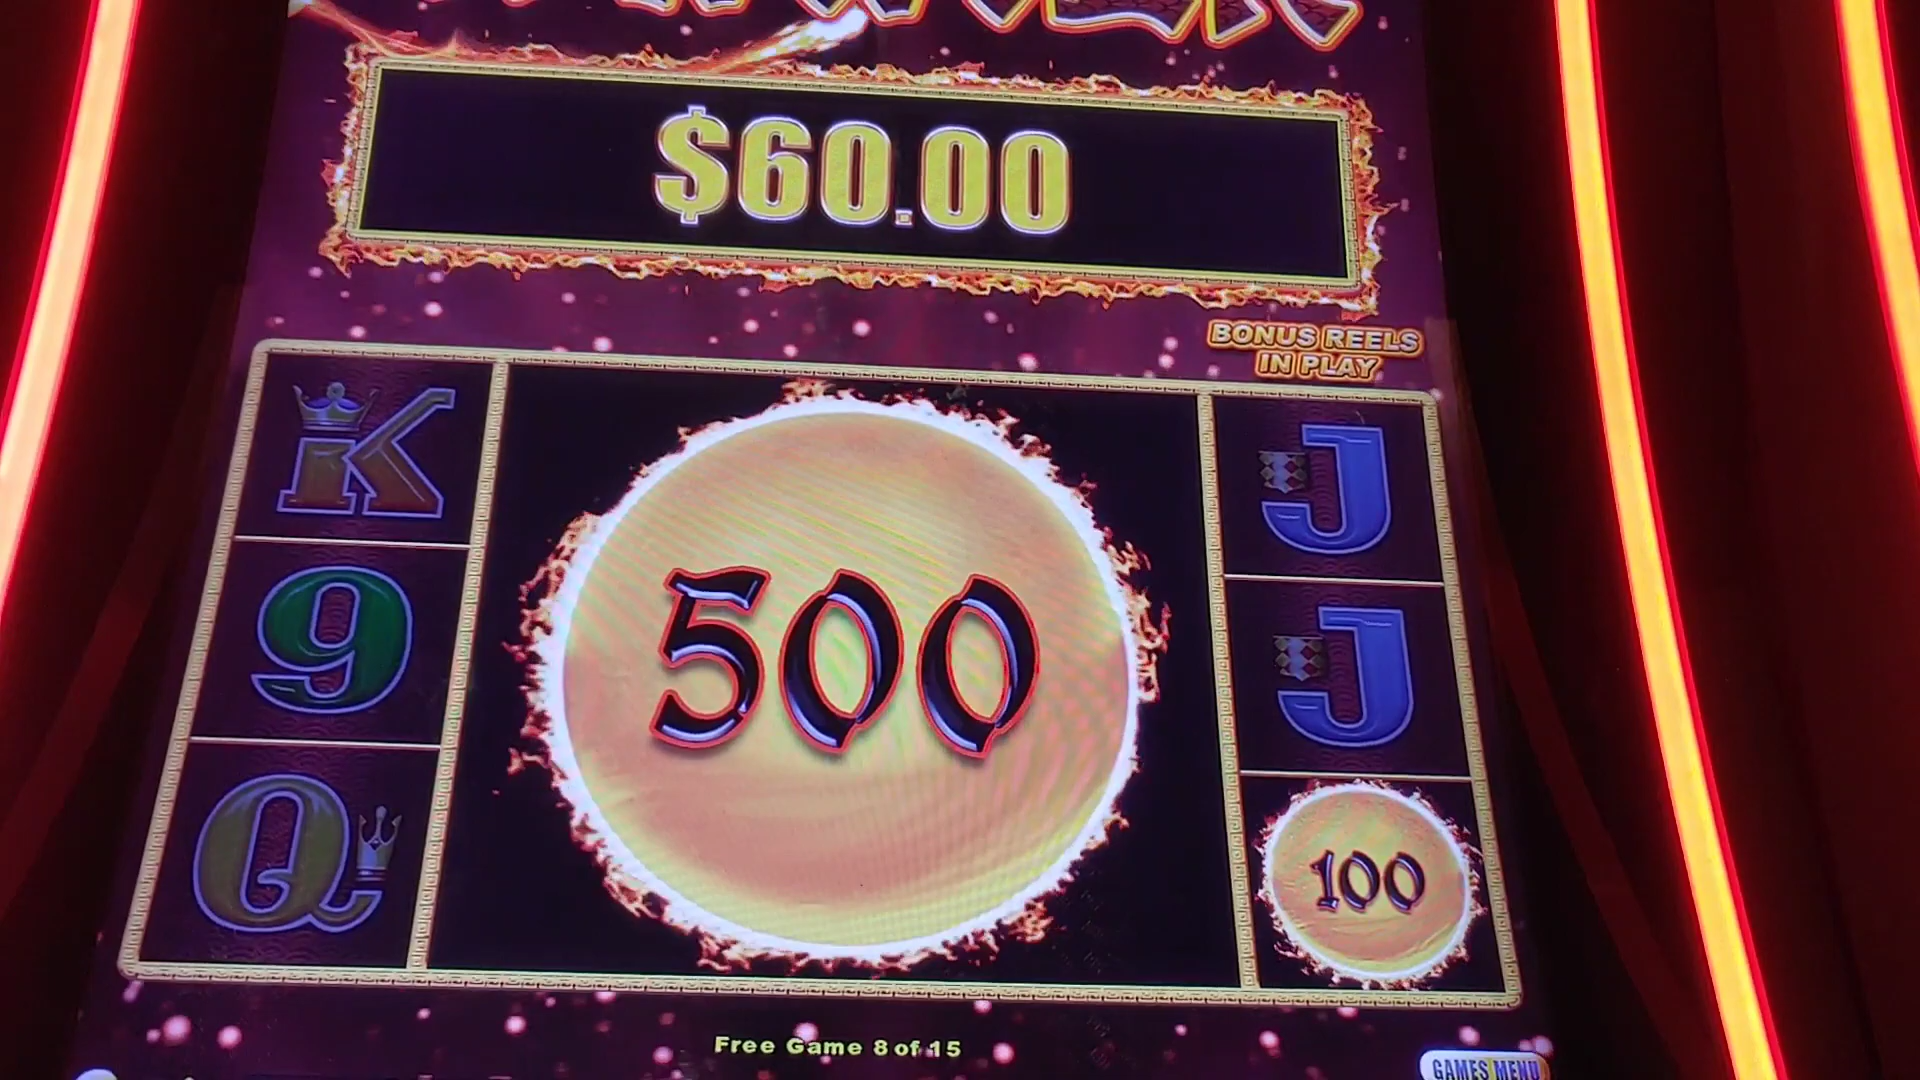 $60.00
BONUS REELS
IN PLAY
K
9
Q
500
J
J
100
Free Game 8 of 15
GAMES MENU